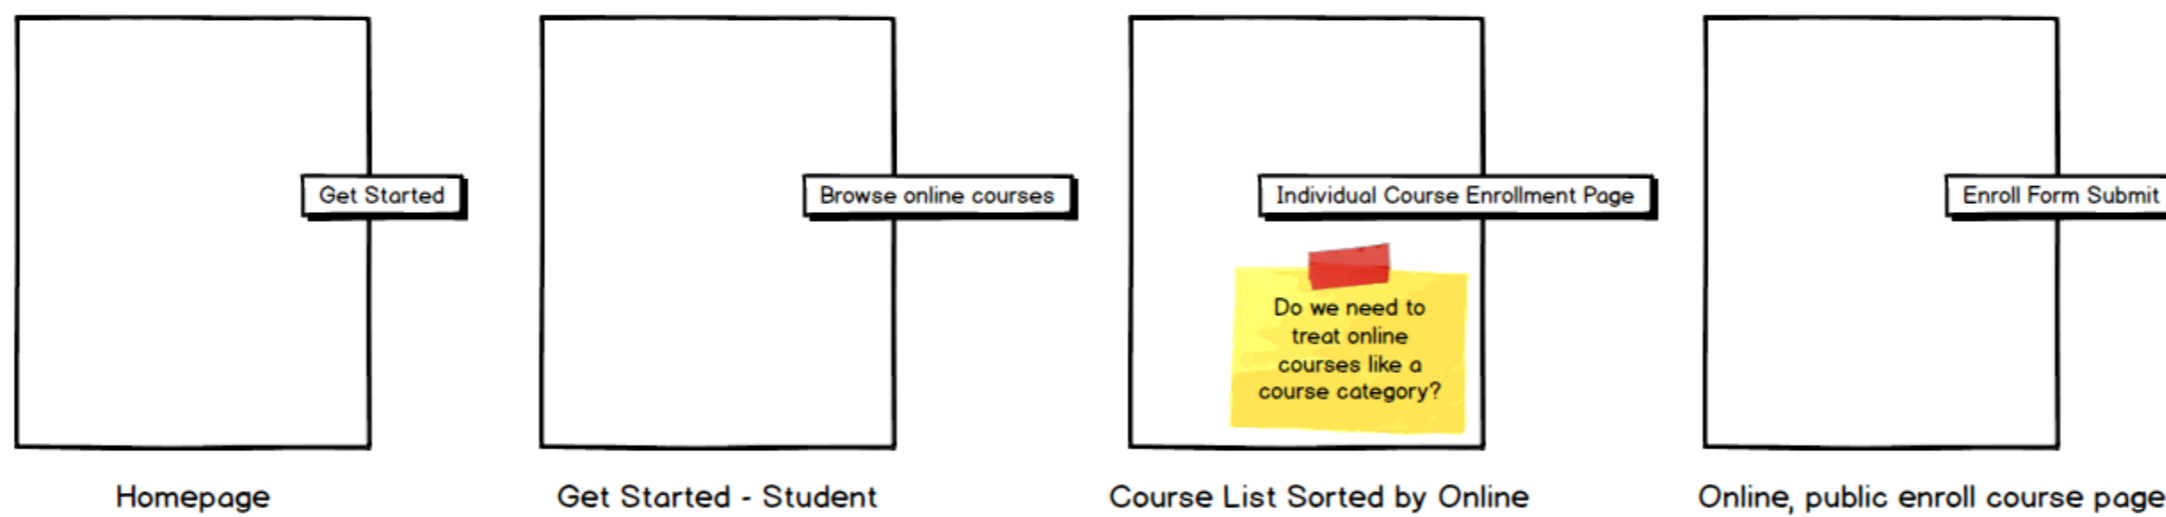 Get Started
Browse online courses
Individual Course Enrollment Page
Enroll Form Submit
Do we need to
treat online
courses like a
course category?
Homepage
Get Started - Student
Course List Sorted by Online
Online, public enroll course page